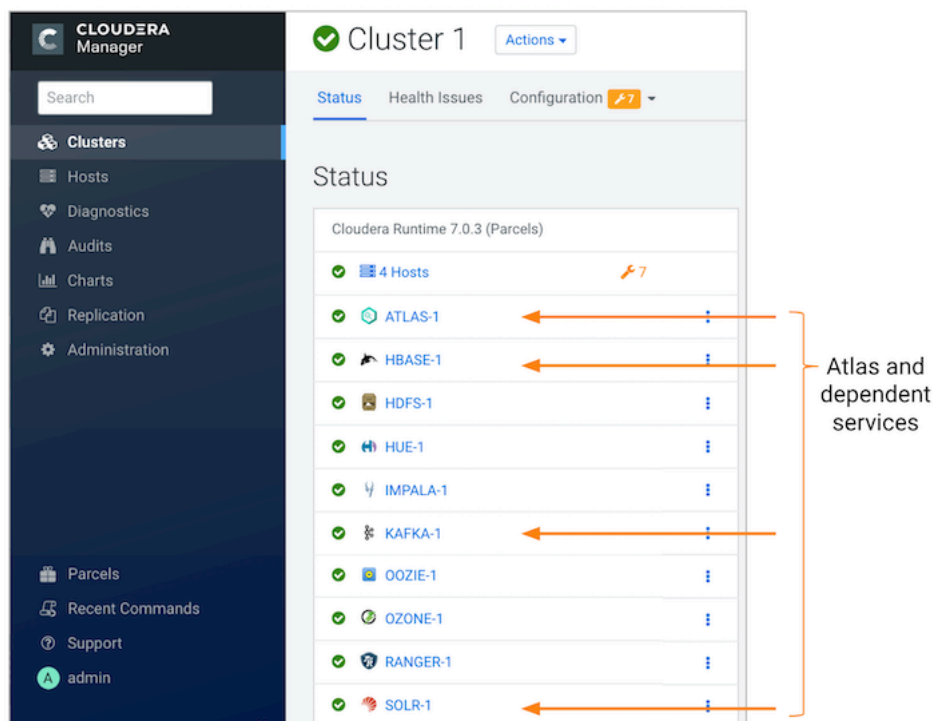 CLOUDERA
Manager
Search
Clusters
Hosts
Diagnostics
Audits
Charts
Replication
Administration
Parcels
Recent Commands
Support
A admin
Cluster 1
Actions
Status
Health Issues
Configuration
7
Status
Cloudera Runtime 7.0.3 (Parcels)
4 Hosts
7
ATLAS-1
HBASE-1
HDFS-1
HUE-1
IMPALA-1
KAFKA-1
OOZIE-1
OZONE-1
RANGER-1
SOLR-1
Atlas and
dependent
services